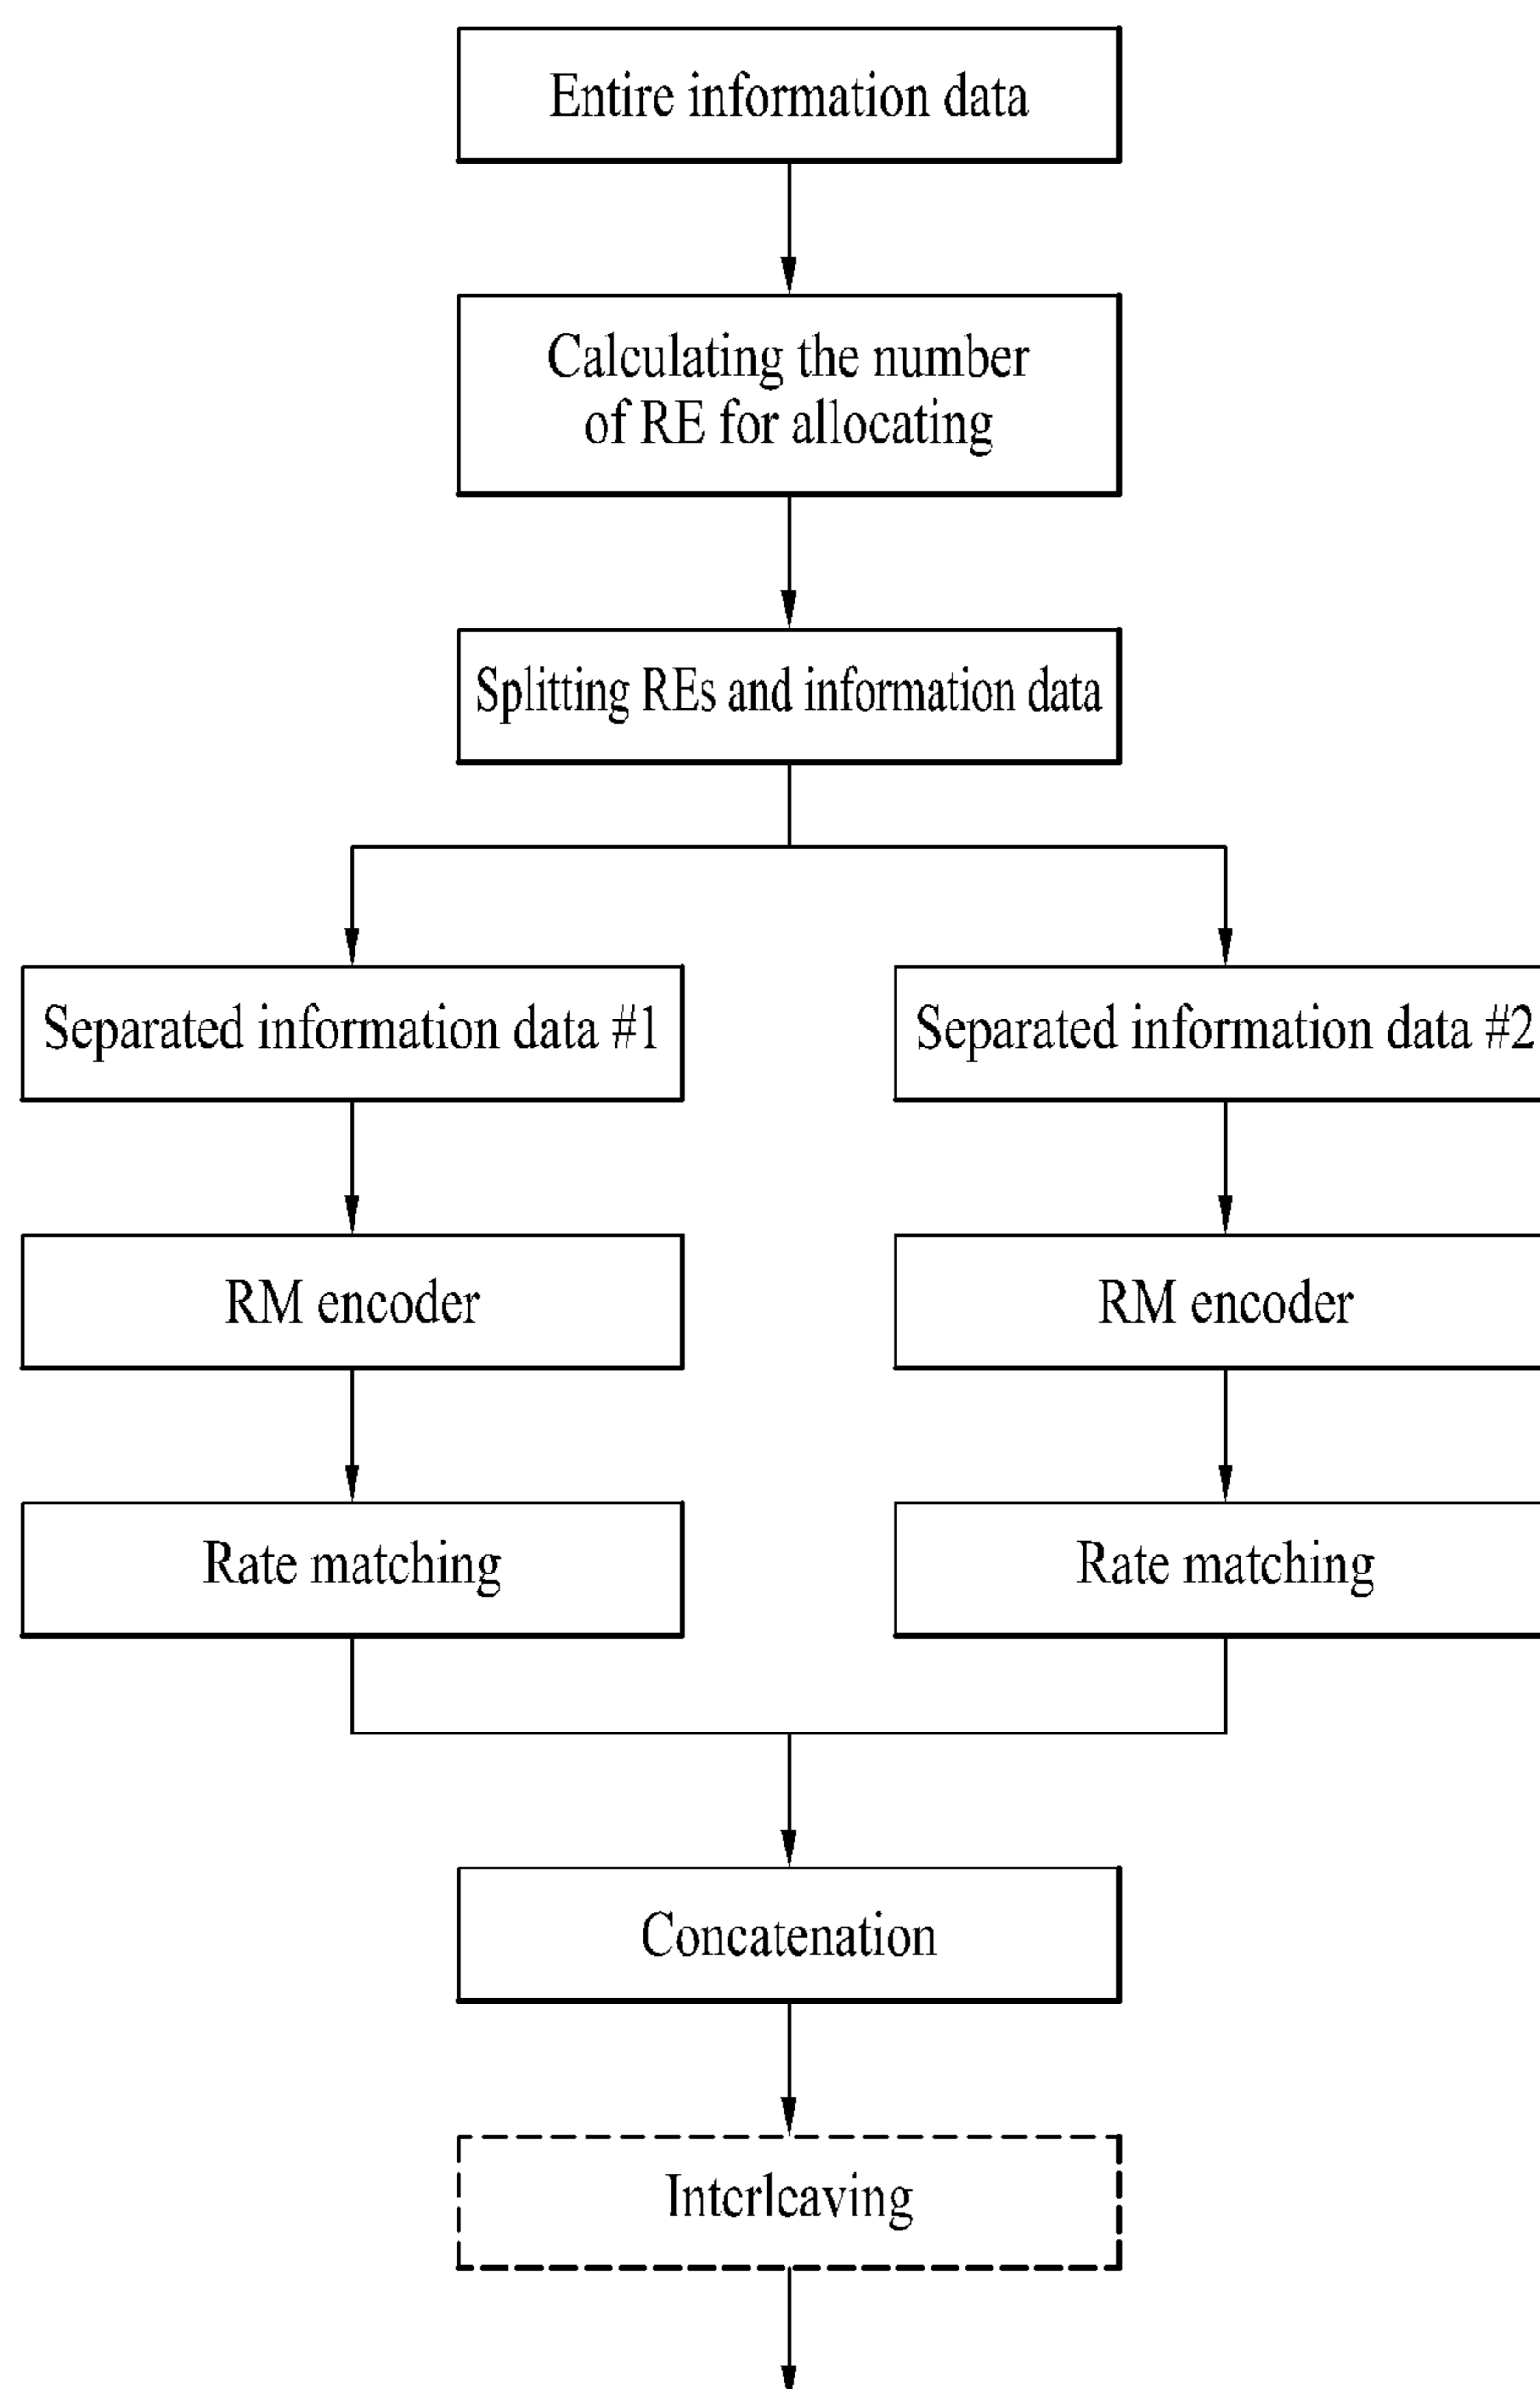 Entire information data
Calculating the number
of RE for allocating
Splitting REs and information data
Separated information data #1
Separated information data #2
RM encoder
RM encoder
Rate matching
Rate matching
Concatenation
Interleaving